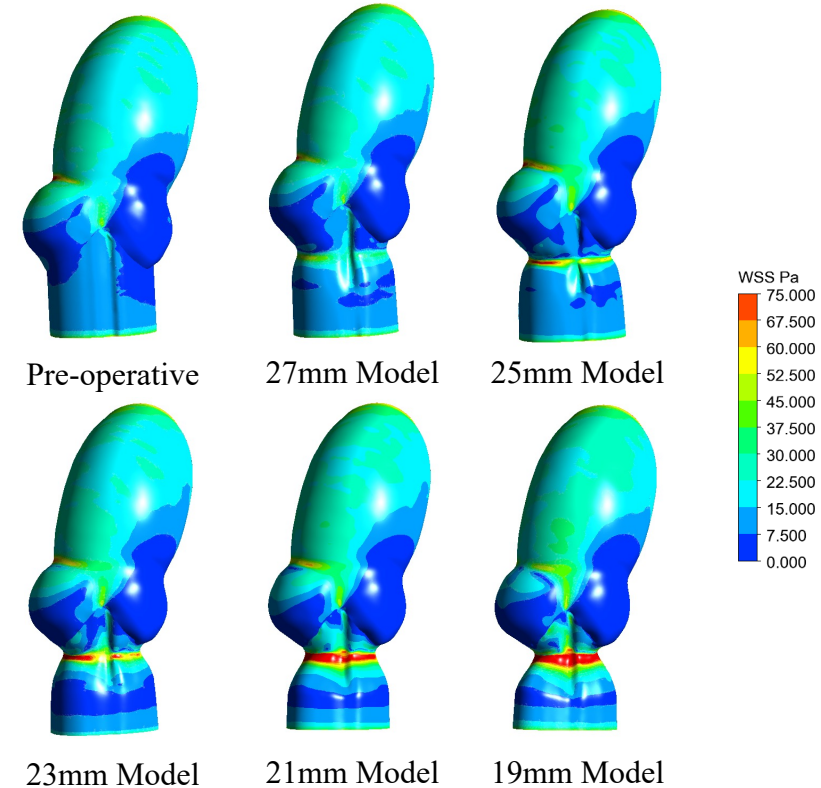 Pre-operative
27mm Model
25mm Model
WSS Pa
75.000
67.500
60.000
52.500
45.000
37.500
30.000
22.500
15.000
7.500
0.000
23mm Model
21mm Model
19mm Model